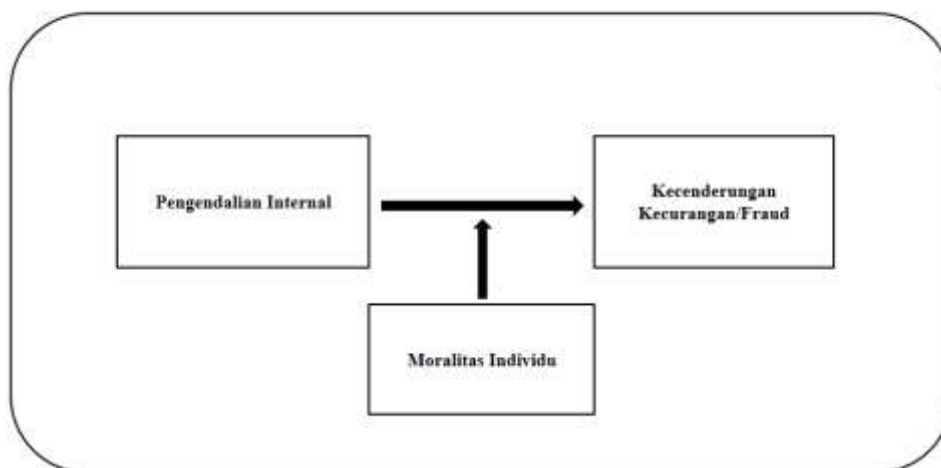 Pengendalian Internal
Kecenderungan
Kecurangan/Fraud
Moralitas Individu